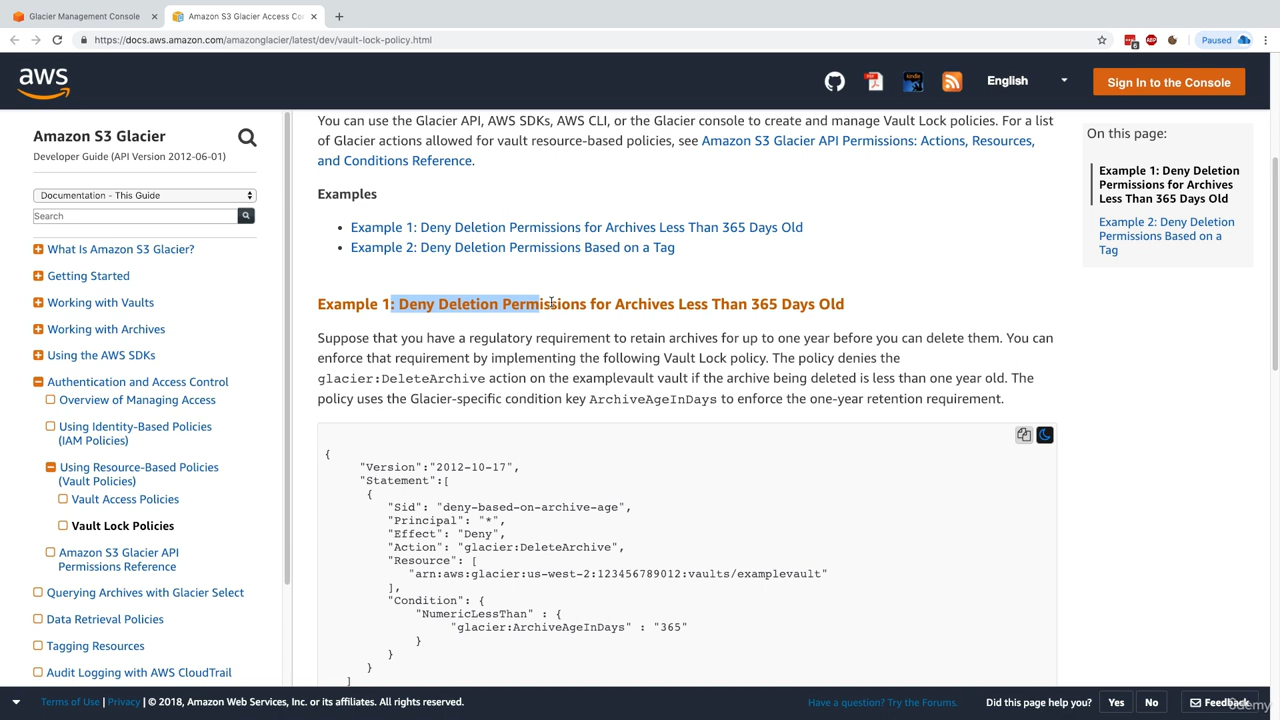 Glacier Management Console
Amazon S3 Glacier Access Co
https://docs.aws.amazon.com/amazonglacier/latest/dev/vault-lock-policy.html
6
ABP
Paused
aws
PDF
kindle
English
Sign In to the Console
Amazon S3 Glacier
Developer Guide (API Version 2012-06-01)
Documentation - This Guide
Search
What Is Amazon S3 Glacier?
Getting Started
Working with Vaults
Working with Archives
Using the AWS SDKs
Authentication and Access Control
Overview of Managing Access
Using Identity-Based Policies
(IAM Policies)
Using Resource-Based Policies
(Vault Policies)
Vault Access Policies
Vault Lock Policies
Amazon S3 Glacier API
Permissions Reference
Querying Archives with Glacier Select
Data Retrieval Policies
Tagging Resources
Audit Logging with AWS CloudTrail
You can use the Glacier API, AWS SDKs, AWS CLI, or the Glacier console to create and manage Vault Lock policies. For a list
of Glacier actions allowed for vault resource-based policies, see Amazon S3 Glacier API Permissions: Actions, Resources,
and Conditions Reference.
Examples
• Example 1: Deny Deletion Permissions for Archives Less Than 365 Days Old
• Example 2: Deny Deletion Permissions Based on a Tag
Example 1: Deny Deletion Permissions for Archives Less Than 365 Days Old
Suppose that you have a regulatory requirement to retain archives for up to one year before you can delete them. You can
enforce that requirement by implementing the following Vault Lock policy. The policy denies the
glacier:DeleteArchive action on the examplevault vault if the archive being deleted is less than one year old. The
policy uses the Glacier-specific condition key ArchiveAgeInDays to enforce the one-year retention requirement.
{
"Version":"2012-10-17",
"Statement":[
{
"Sid": "deny-based-on-archive-age",
"Principal": "*",
"Effect": "Deny",
"Action": "glacier:DeleteArchive",
"Resource": [
"arn:aws:glacier:us-west-2:123456789012:vaults/examplevault"
],
"Condition": {
"NumericLessThan" : {
"glacier:ArchiveAgeInDays" : "365"
}
}
}
]
On this page:
Example 1: Deny Deletion
Permissions for Archives
Less Than 365 Days Old
Example 2: Deny Deletion
Permissions Based on a
Tag
Terms of Use | Privacy | © 2018, Amazon Web Services, Inc. or its affiliates. All rights reserved.
Have a question? Try the Forums.
Did this page help you?
Yes
No
Feedback
udemy